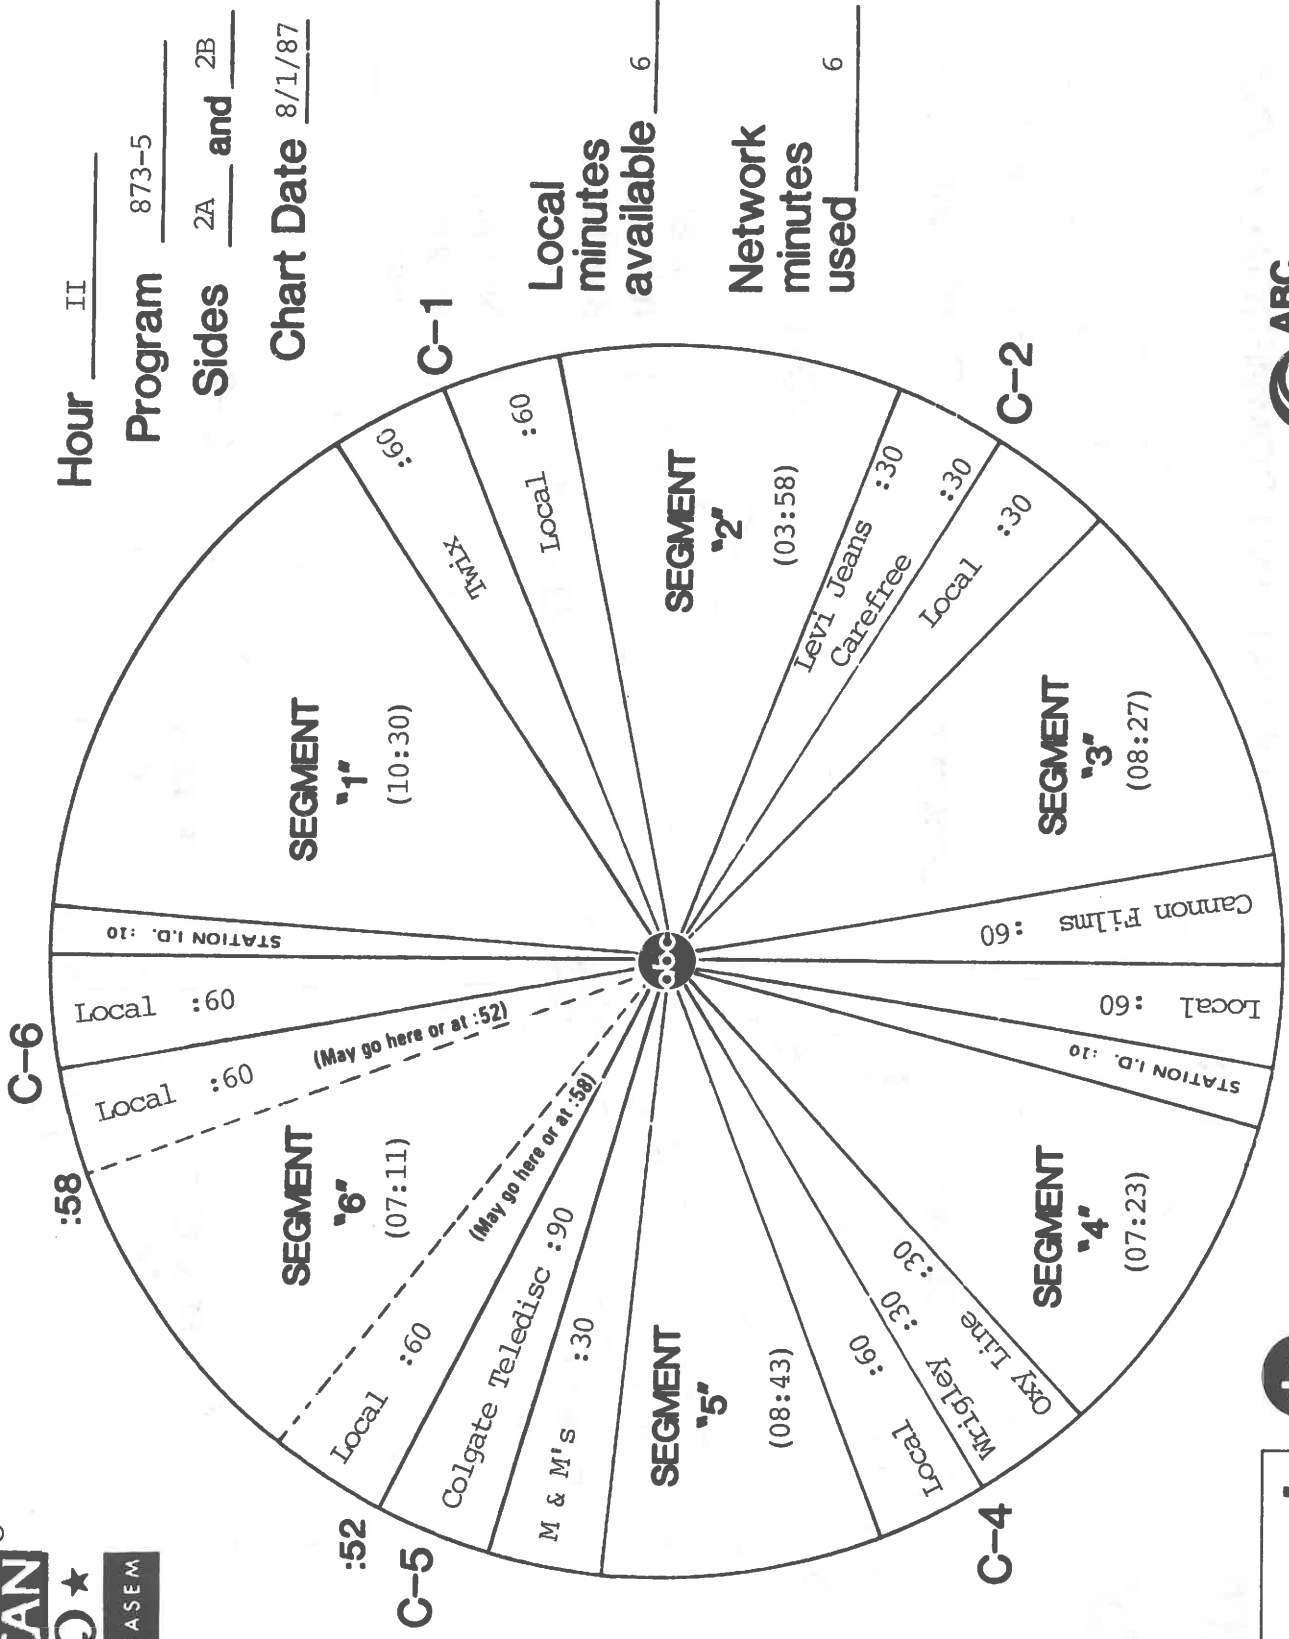 Hour II
Program 873-5
Sides 2A and 2B
Chart Date 8/1/87
Local
minutes
available 6
Network
minutes
used 6
STATION I.D. :10
SEGMENT
"1"
(10:30)
Twix :60
C-1
Local :60
SEGMENT
"2"
(03:58)
Levi Jeans :30
Carefree :30
C-2
Local :30
SEGMENT
"3"
(08:27)
Cannon Films :60
Local :60
STATION I.D. :10
SEGMENT
"4"
(07:23)
Oxy Line :30
Wrigley :30
C-4
Local :60
SEGMENT
"5"
(08:43)
M & M's :30
Colgate Teledisc :90
C-5
:52
Local :60
(May go here or at :58)
SEGMENT
"6"
(07:11)
:58
(May go here or at :52)
Local :60
C-6
Local :60
abc
ABC
ASEM